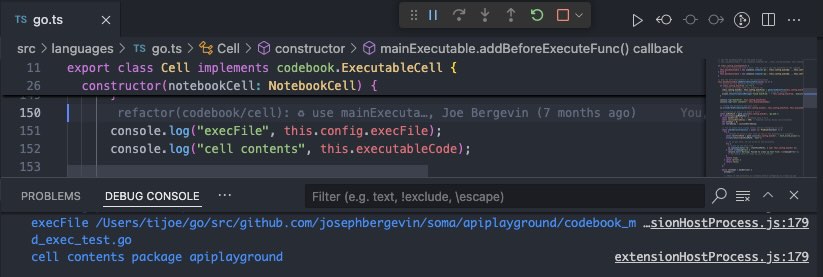 TS go.ts
src > languages > TS go.ts > Cell > constructor > mainExecutable.addBeforeExecuteFunc() callback
11 export class Cell implements codebook.ExecutableCell {
26 constructor(notebookCell: NotebookCell) {
149 }
150 refactor(codebook/cell): ♻ use mainExecuta…, Joe Bergevin (7 months ago) You,
151 console.log("execFile", this.config.execFile);
152 console.log("cell contents", this.executableCode);
153
PROBLEMS DEBUG CONSOLE ... Filter (e.g. text, !exclude, \escape)
execFile /Users/tijoe/go/src/github.com/josephbergevin/soma/apiplayground/codebook_m …sionHostProcess.js:179
d_exec_test.go
cell contents package apiplayground extensionHostProcess.js:179